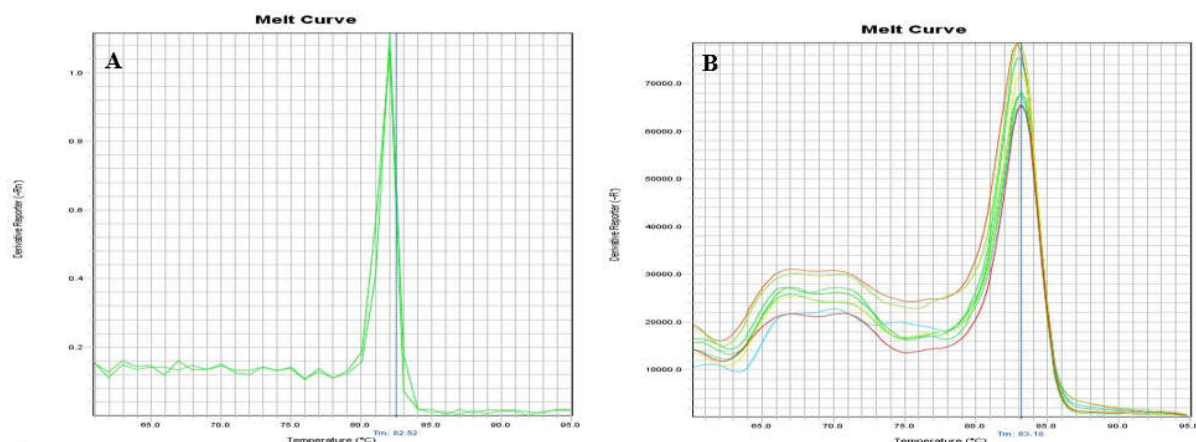 Melt Curve
A
Derivative Reporter (-Rn')
1.0
0.8
0.6
0.4
0.2
65.0 70.0 75.0 80.0 85.0 90.0 95.0
Tm: 82.52
Temperature (°C)
Melt Curve
B
Derivative Reporter (-R')
70000.0
60000.0
50000.0
40000.0
30000.0
20000.0
10000.0
65.0 70.0 75.0 80.0 85.0 90.0 95.0
Tm: 83.18
Temperature (°C)